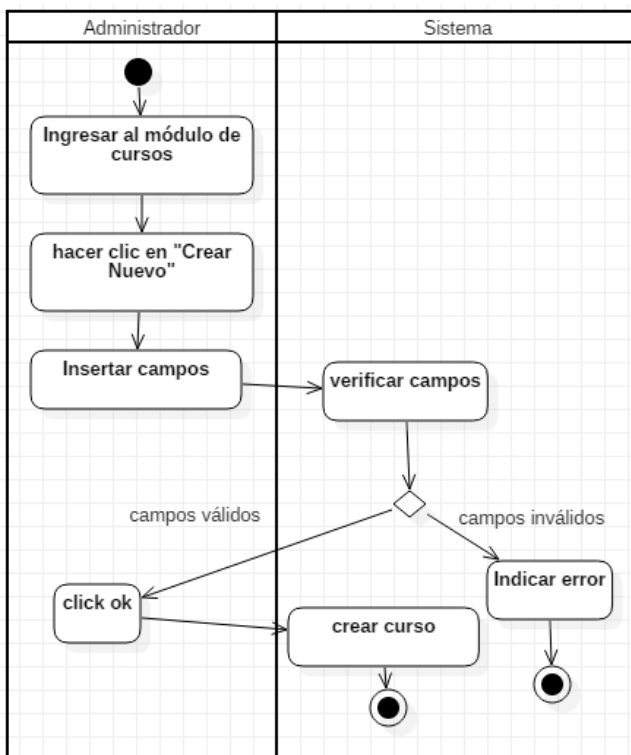 Administrador
Sistema
Ingresar al módulo de
cursos
hacer clic en "Crear
Nuevo"
Insertar campos
verificar campos
campos válidos
campos inválidos
Indicar error
click ok
crear curso